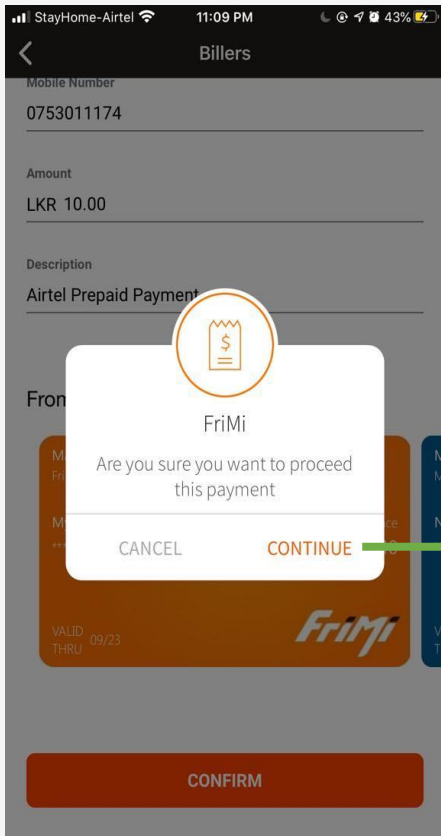 StayHome-Airtel 11:09 PM 43%
Billers
Mobile Number
0753011174
Amount
LKR 10.00
Description
Airtel Prepaid Payment
From
FriMi
Are you sure you want to proceed
this payment
CANCEL CONTINUE
VALID
THRU 09/23
FriMi
CONFIRM